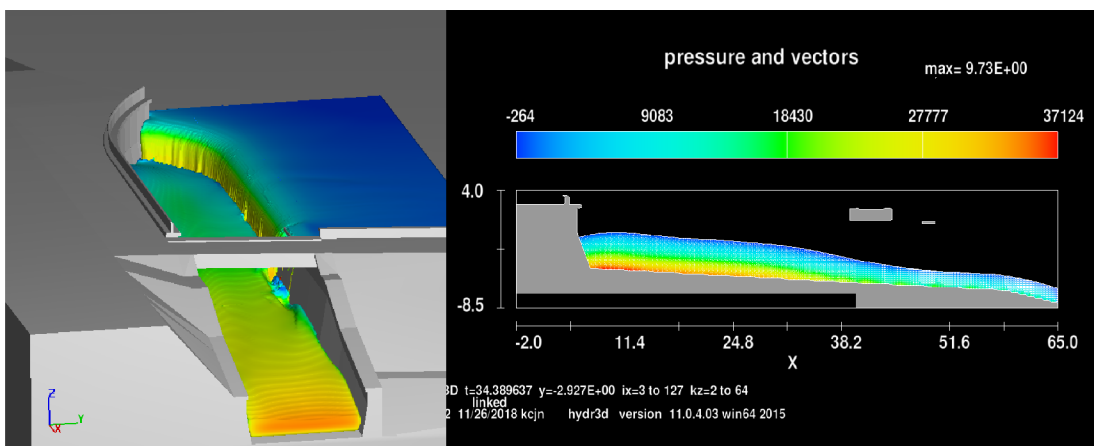 pressure and vectors
max= 9.73E+00
-264 9083 18430 27777 37124
4.0
-8.5
-2.0 11.4 24.8 38.2 51.6 65.0
X
3D t=34.389637 y=-2.927E+00 ix=3 to 127 kz=2 to 64
linked
2 11/26/2018 kcjn hydr3d version 11.0.4.03 win64 2015
Z
Y
X